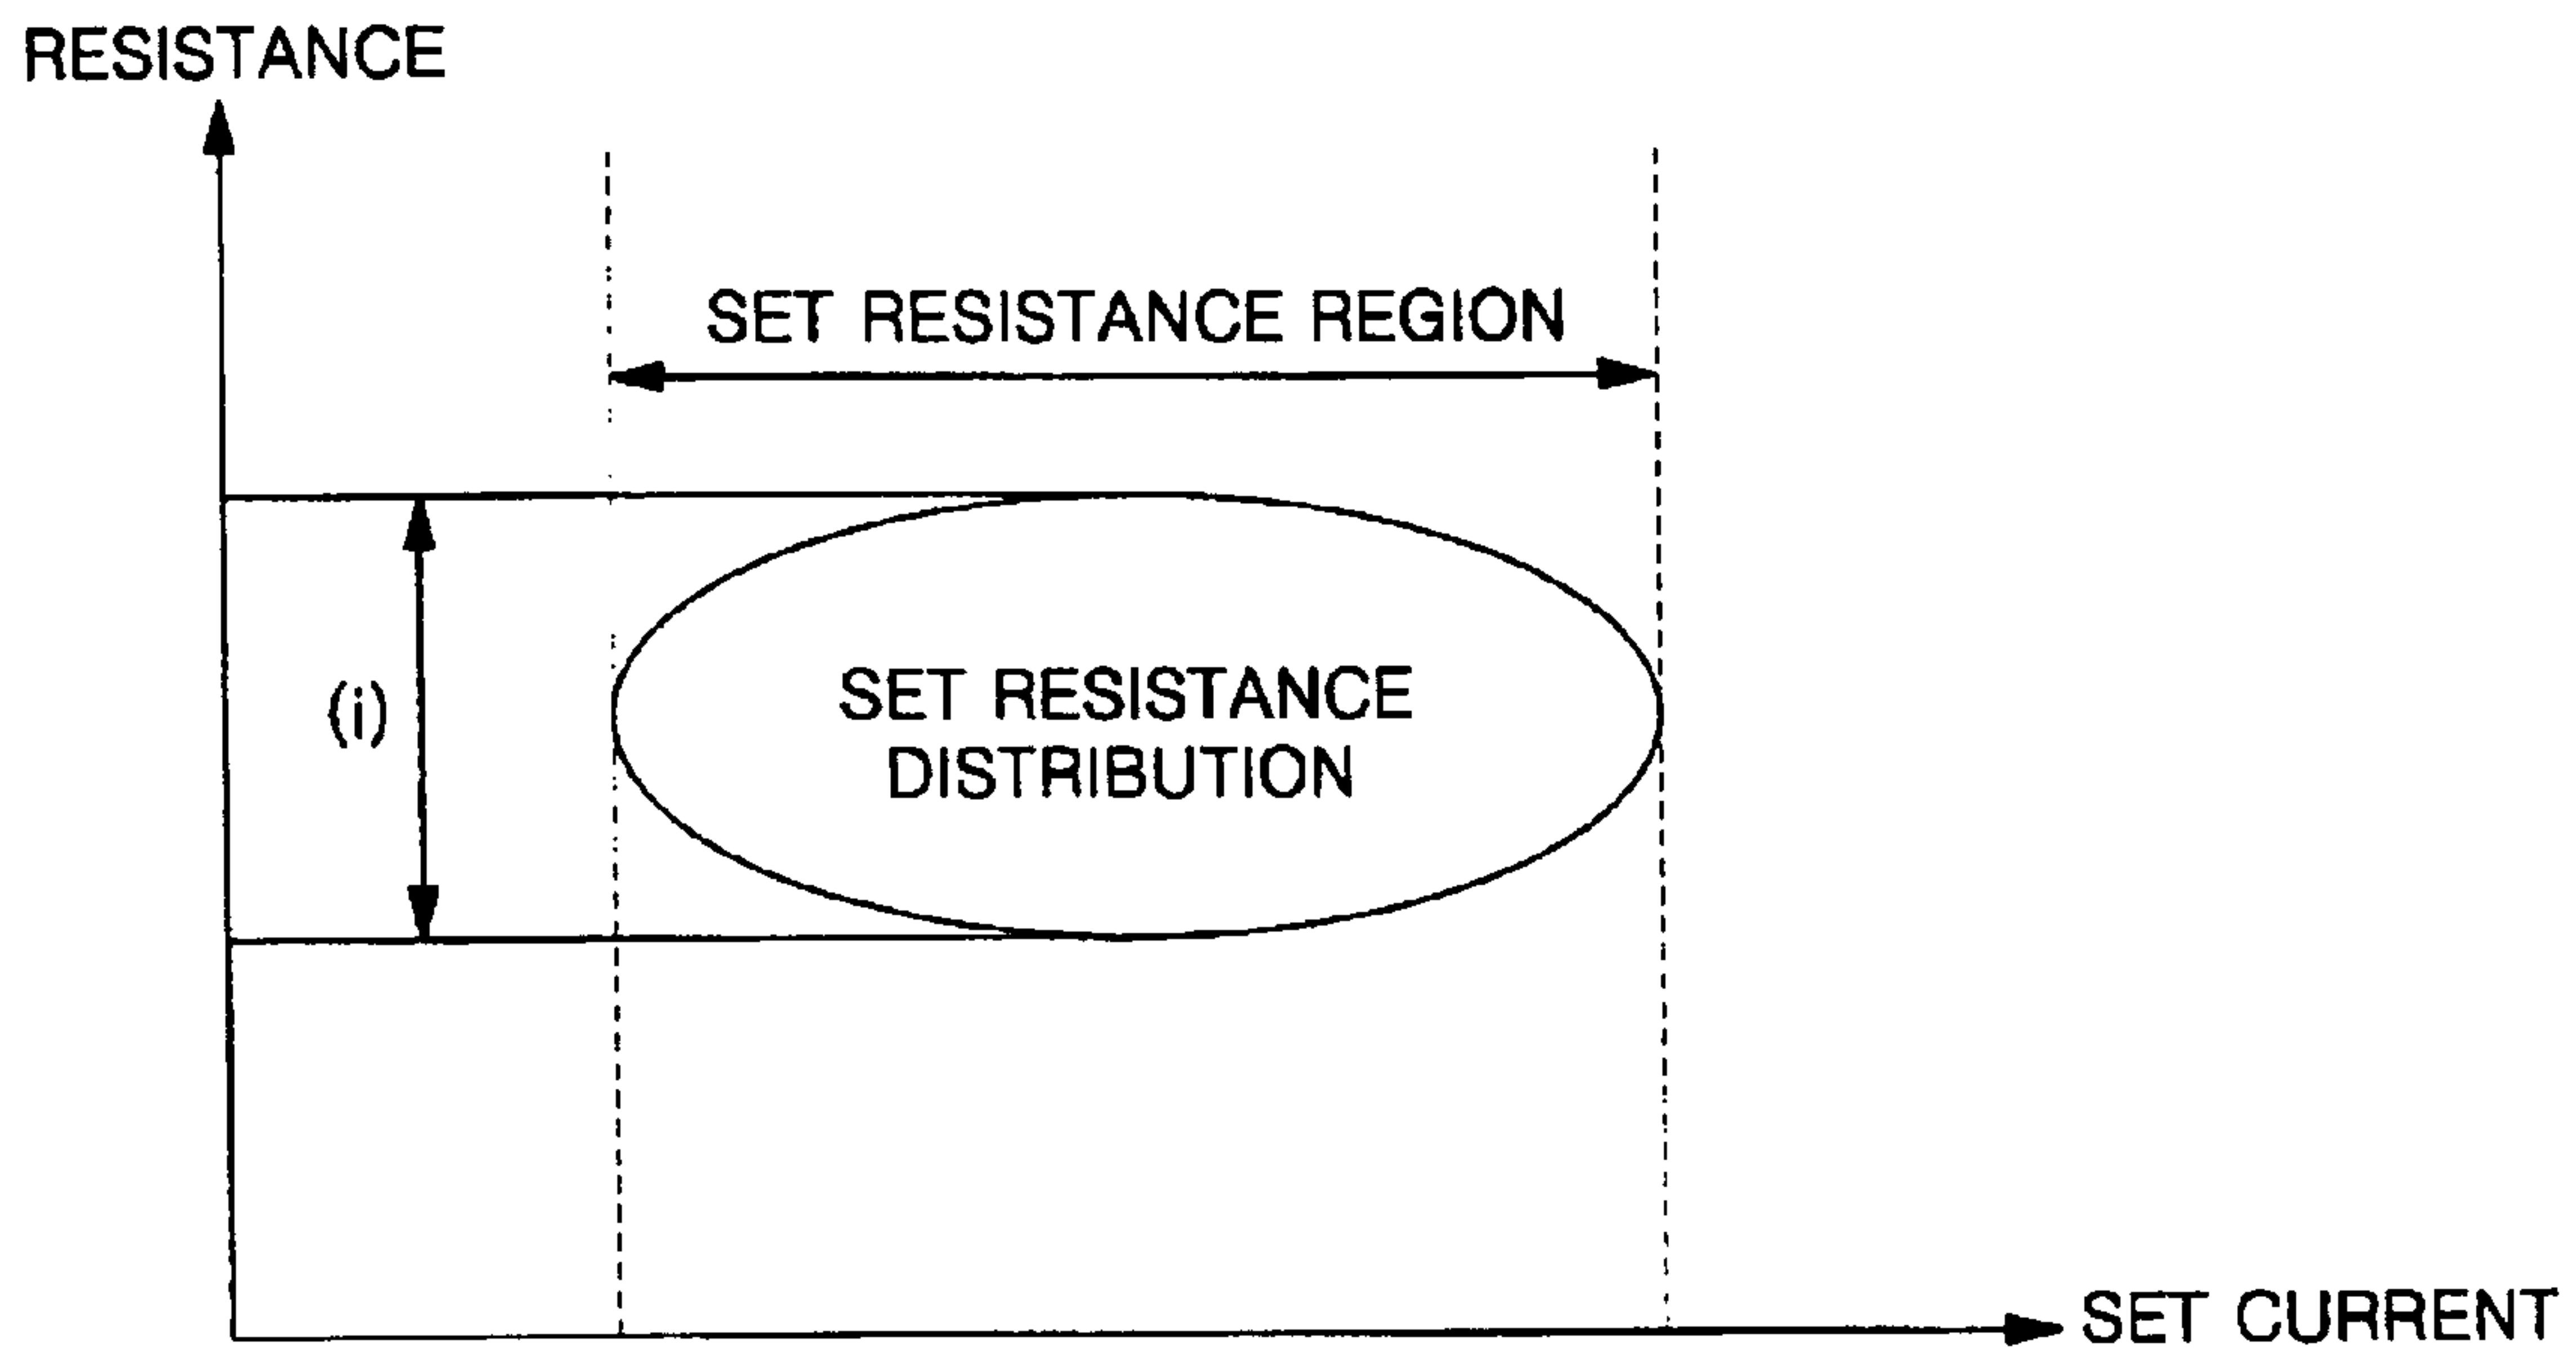 RESISTANCE
SET RESISTANCE REGION
(i)
SET RESISTANCE
DISTRIBUTION
SET CURRENT